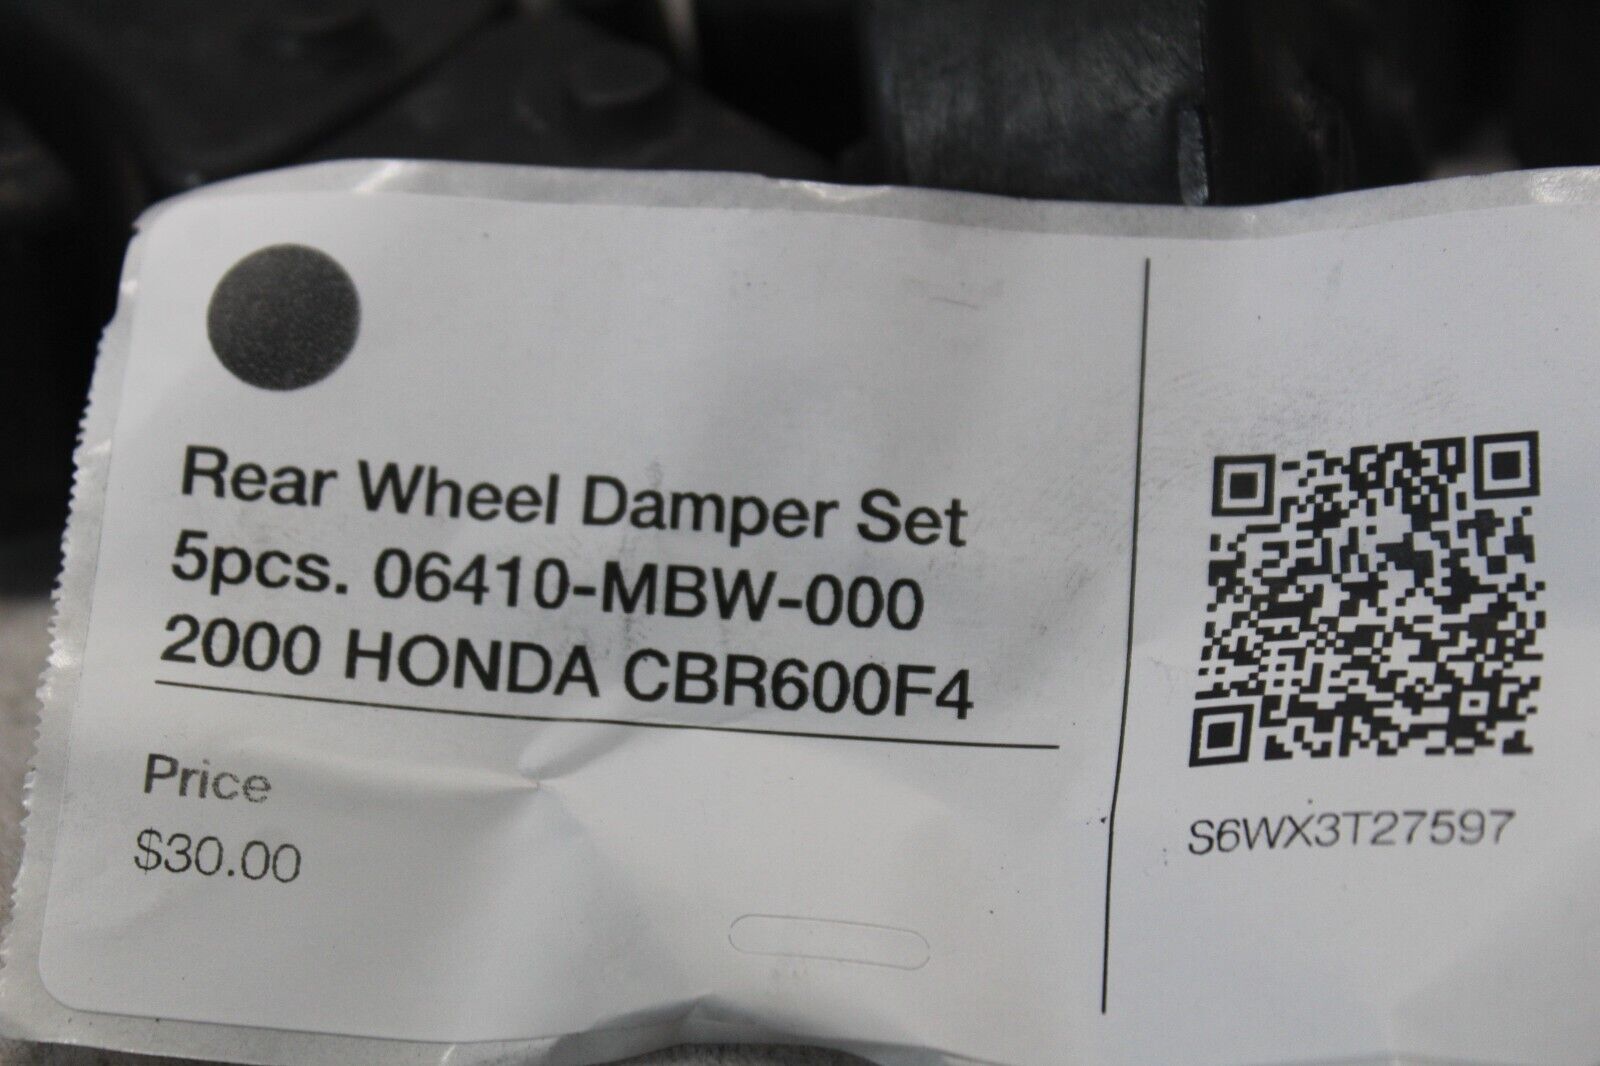 Rear Wheel Damper Set
5pcs. 06410-MBW-000
2000 HONDA CBR600F4
Price
$30.00
S6WX3T27597